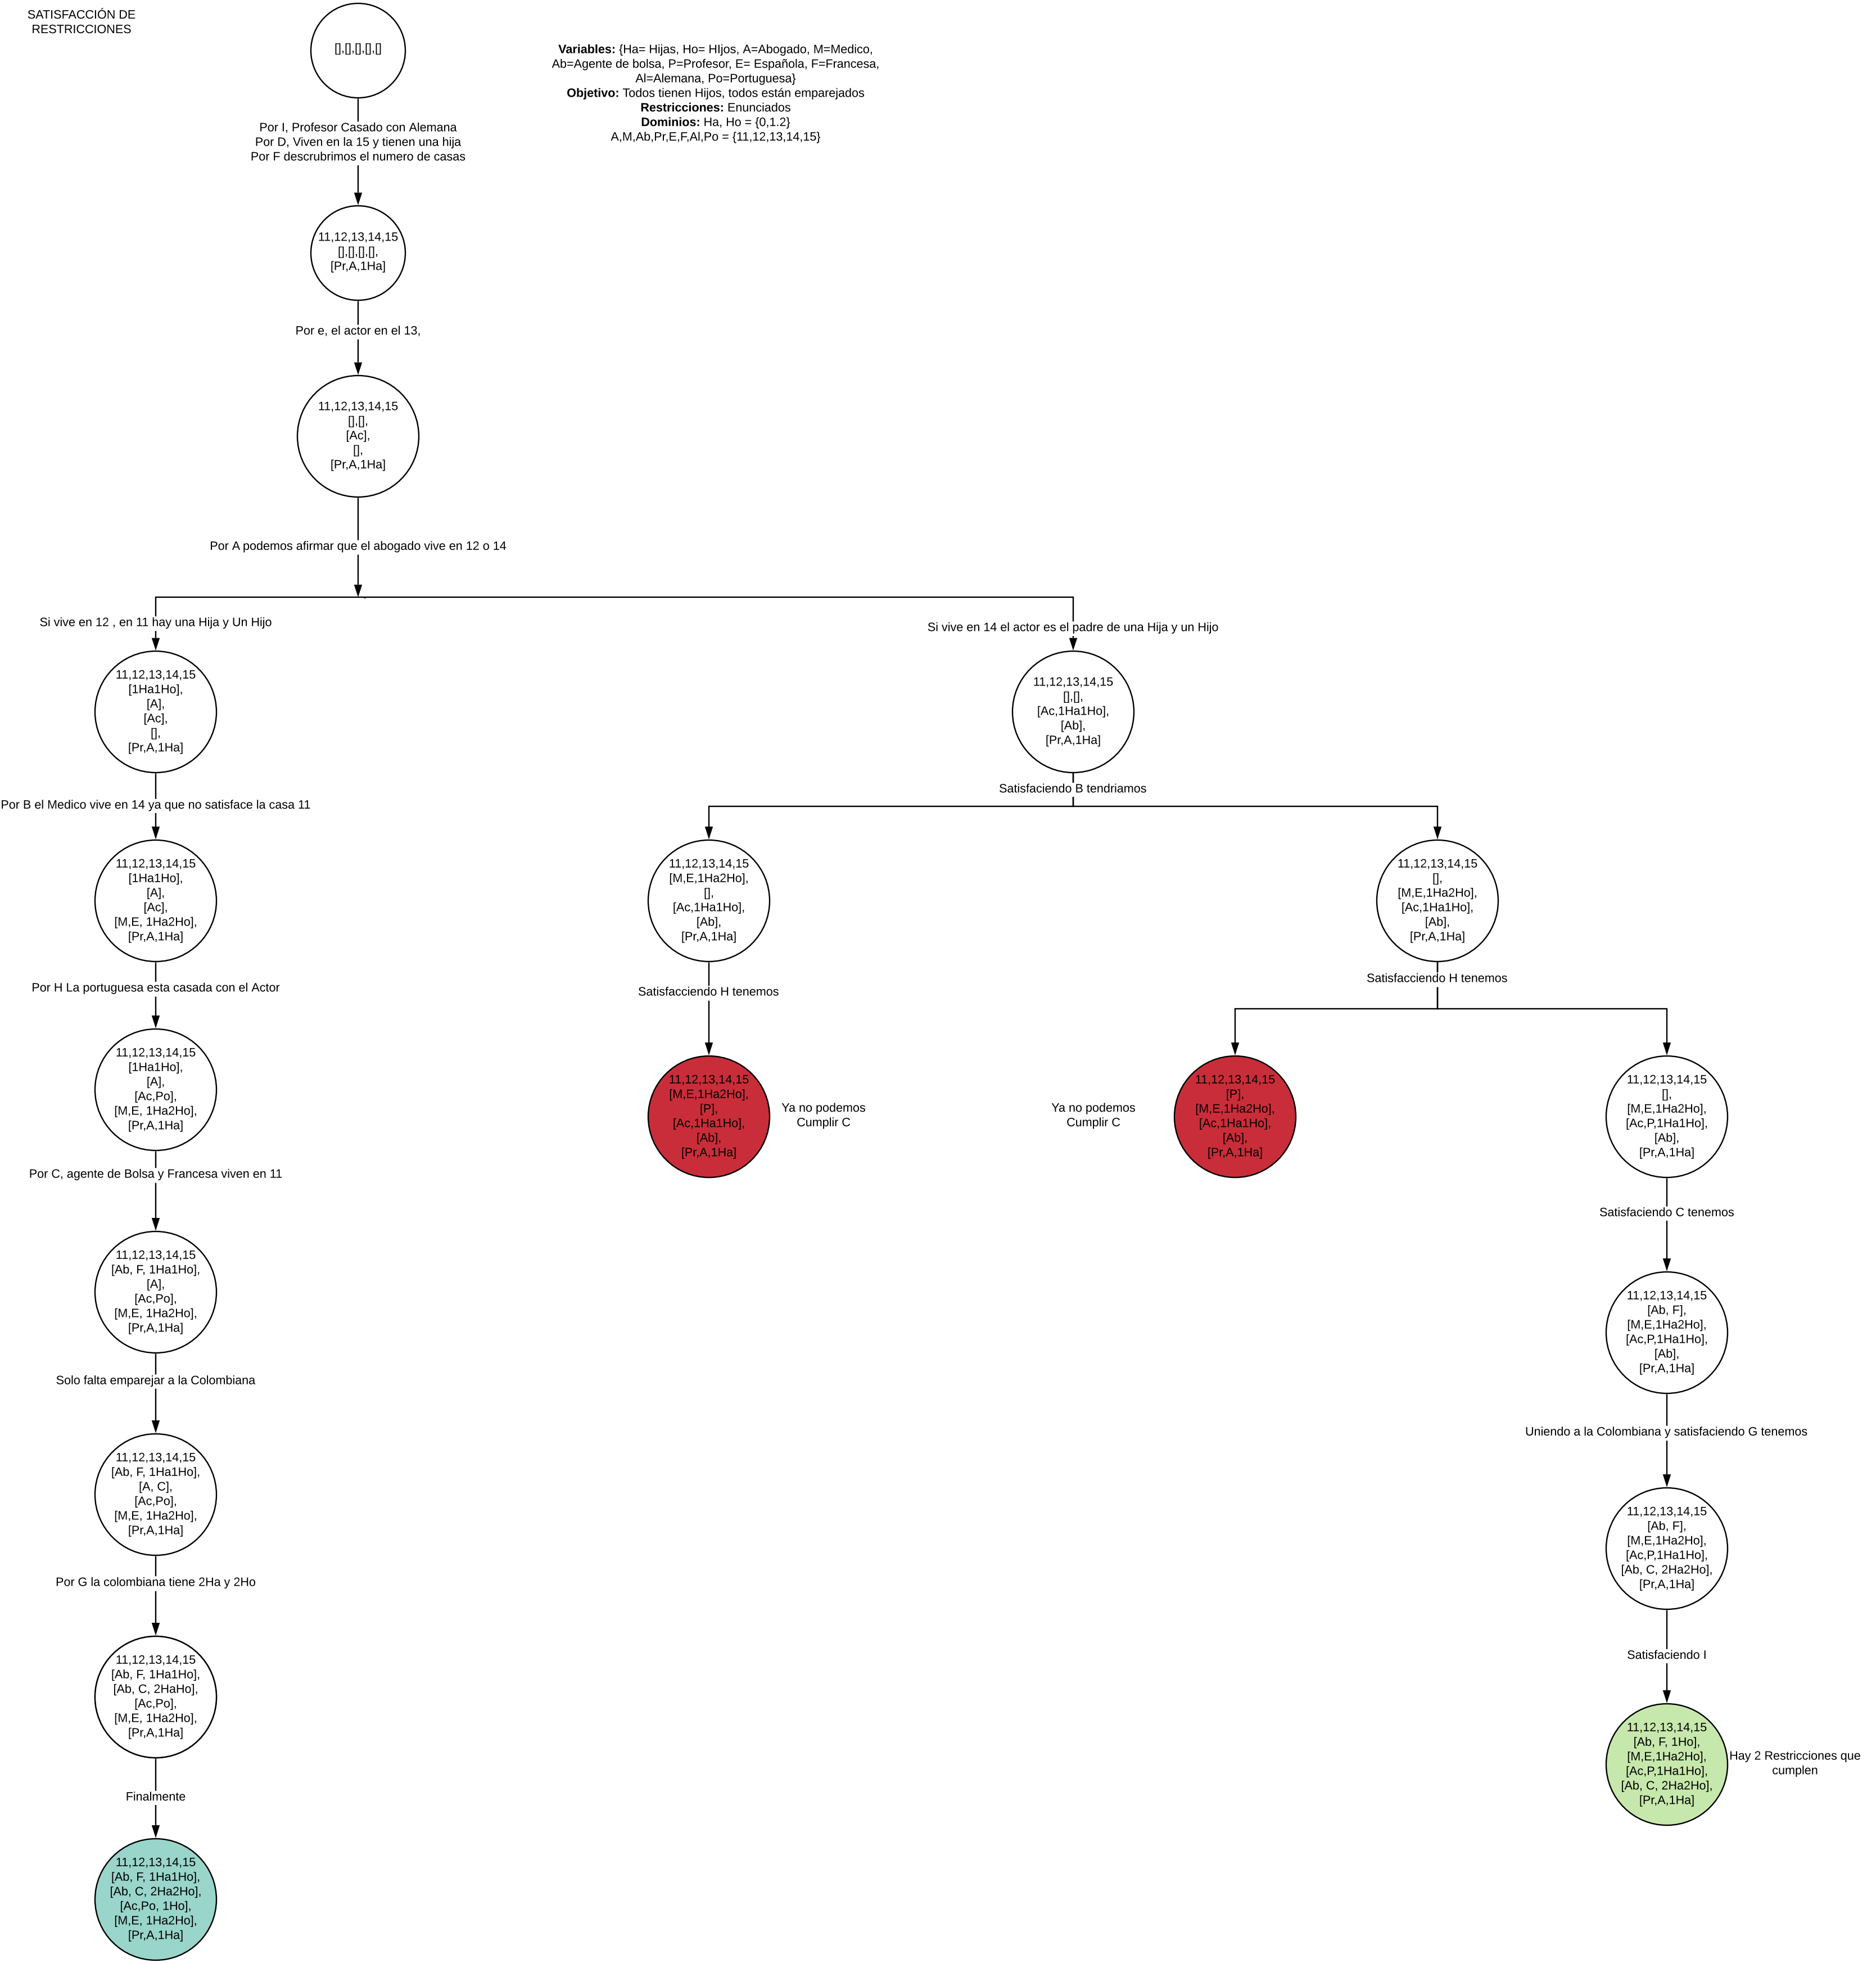 SATISFACCIÓN DE
RESTRICCIONES
[],[],[],[],[]
Variables: {Ha= Hijas, Ho= HIjos, A=Abogado, M=Medico,
Ab=Agente de bolsa, P=Profesor, E= Española, F=Francesa,
Al=Alemana, Po=Portuguesa}
Objetivo: Todos tienen Hijos, todos están emparejados
Restricciones: Enunciados
Dominios: Ha, Ho = {0,1.2}
A,M,Ab,Pr,E,F,Al,Po = {11,12,13,14,15}
Por I, Profesor Casado con Alemana
Por D, Viven en la 15 y tienen una hija
Por F descrubrimos el numero de casas
11,12,13,14,15
[],[],[],[],
[Pr,A,1Ha]
Por e, el actor en el 13,
11,12,13,14,15
[],[],
[Ac],
[],
[Pr,A,1Ha]
Por A podemos afirmar que el abogado vive en 12 o 14
Si vive en 12 , en 11 hay una Hija y Un Hijo
11,12,13,14,15
[1Ha1Ho],
[A],
[Ac],
[],
[Pr,A,1Ha]
Por B el Medico vive en 14 ya que no satisface la casa 11
11,12,13,14,15
[1Ha1Ho],
[A],
[Ac],
[M,E, 1Ha2Ho],
[Pr,A,1Ha]
Por H La portuguesa esta casada con el Actor
11,12,13,14,15
[1Ha1Ho],
[A],
[Ac,Po],
[M,E, 1Ha2Ho],
[Pr,A,1Ha]
Por C, agente de Bolsa y Francesa viven en 11
11,12,13,14,15
[Ab, F, 1Ha1Ho],
[A],
[Ac,Po],
[M,E, 1Ha2Ho],
[Pr,A,1Ha]
Solo falta emparejar a la Colombiana
11,12,13,14,15
[Ab, F, 1Ha1Ho],
[A, C],
[Ac,Po],
[M,E, 1Ha2Ho],
[Pr,A,1Ha]
Por G la colombiana tiene 2Ha y 2Ho
11,12,13,14,15
[Ab, F, 1Ha1Ho],
[Ab, C, 2HaHo],
[Ac,Po],
[M,E, 1Ha2Ho],
[Pr,A,1Ha]
Finalmente
11,12,13,14,15
[Ab, F, 1Ha1Ho],
[Ab, C, 2Ha2Ho],
[Ac,Po, 1Ho],
[M,E, 1Ha2Ho],
[Pr,A,1Ha]
Si vive en 14 el actor es el padre de una Hija y un Hijo
11,12,13,14,15
[],[],
[Ac,1Ha1Ho],
[Ab],
[Pr,A,1Ha]
Satisfaciendo B tendriamos
11,12,13,14,15
[M,E,1Ha2Ho],
[],
[Ac,1Ha1Ho],
[Ab],
[Pr,A,1Ha]
Satisfacciendo H tenemos
11,12,13,14,15
[M,E,1Ha2Ho],
[P],
[Ac,1Ha1Ho],
[Ab],
[Pr,A,1Ha]
Ya no podemos
Cumplir C
11,12,13,14,15
[],
[M,E,1Ha2Ho],
[Ac,1Ha1Ho],
[Ab],
[Pr,A,1Ha]
Satisfacciendo H tenemos
Ya no podemos
Cumplir C
11,12,13,14,15
[P],
[M,E,1Ha2Ho],
[Ac,1Ha1Ho],
[Ab],
[Pr,A,1Ha]
11,12,13,14,15
[],
[M,E,1Ha2Ho],
[Ac,P,1Ha1Ho],
[Ab],
[Pr,A,1Ha]
Satisfaciendo C tenemos
11,12,13,14,15
[Ab, F],
[M,E,1Ha2Ho],
[Ac,P,1Ha1Ho],
[Ab],
[Pr,A,1Ha]
Uniendo a la Colombiana y satisfaciendo G tenemos
11,12,13,14,15
[Ab, F],
[M,E,1Ha2Ho],
[Ac,P,1Ha1Ho],
[Ab, C, 2Ha2Ho],
[Pr,A,1Ha]
Satisfaciendo I
11,12,13,14,15
[Ab, F, 1Ho],
[M,E,1Ha2Ho],
[Ac,P,1Ha1Ho],
[Ab, C, 2Ha2Ho],
[Pr,A,1Ha]
Hay 2 Restricciones que
cumplen